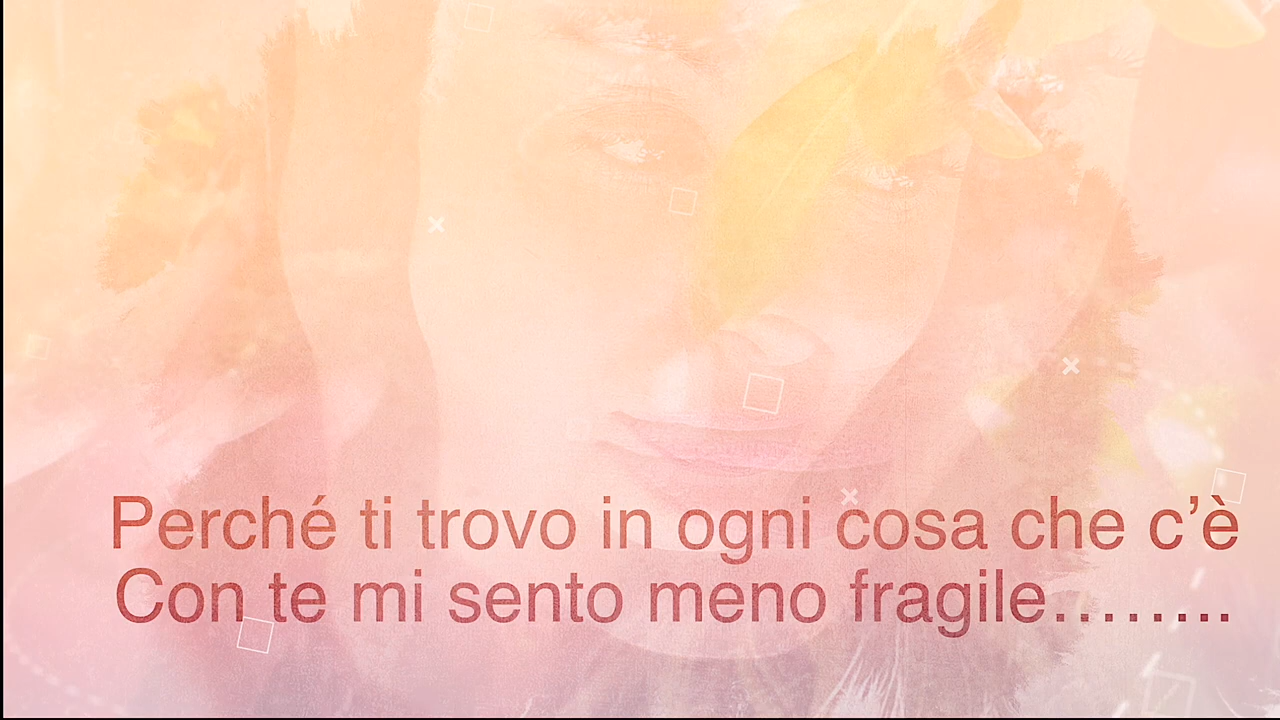 Perché ti trovo in ogni cosa che c’è
Con te mi sento meno fragile........